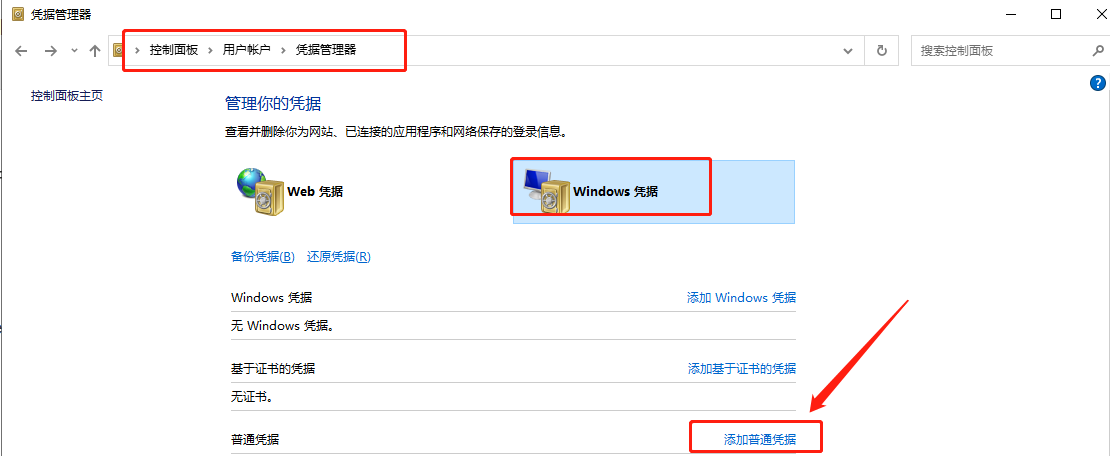 凭据管理器
控制面板 > 用户帐户 > 凭据管理器
搜索控制面板
控制面板主页
管理你的凭据
查看并删除你为网站、已连接的应用程序和网络保存的登录信息。
Web 凭据
Windows 凭据
备份凭据(B) 还原凭据(R)
Windows 凭据 添加 Windows 凭据
无 Windows 凭据。
基于证书的凭据 添加基于证书的凭据
无证书。
普通凭据 添加普通凭据